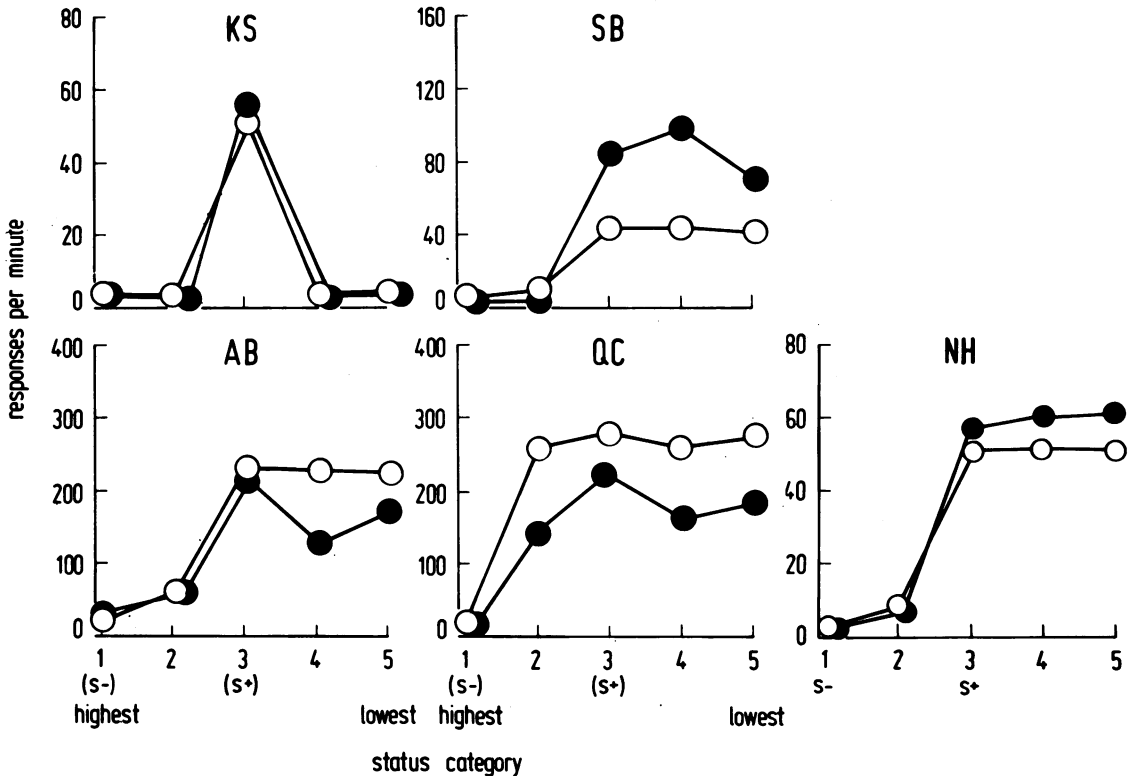 KS
80
60
40
20
0
SB
160
120
80
40
0
responses per minute
AB
400
300
200
100
0
1 2 3 4 5
(s-) (s+)
highest lowest
QC
400
300
200
100
0
1 2 3 4 5
(s-) (s+)
highest lowest
NH
80
60
40
20
0
1 2 3 4 5
s- s+
status category